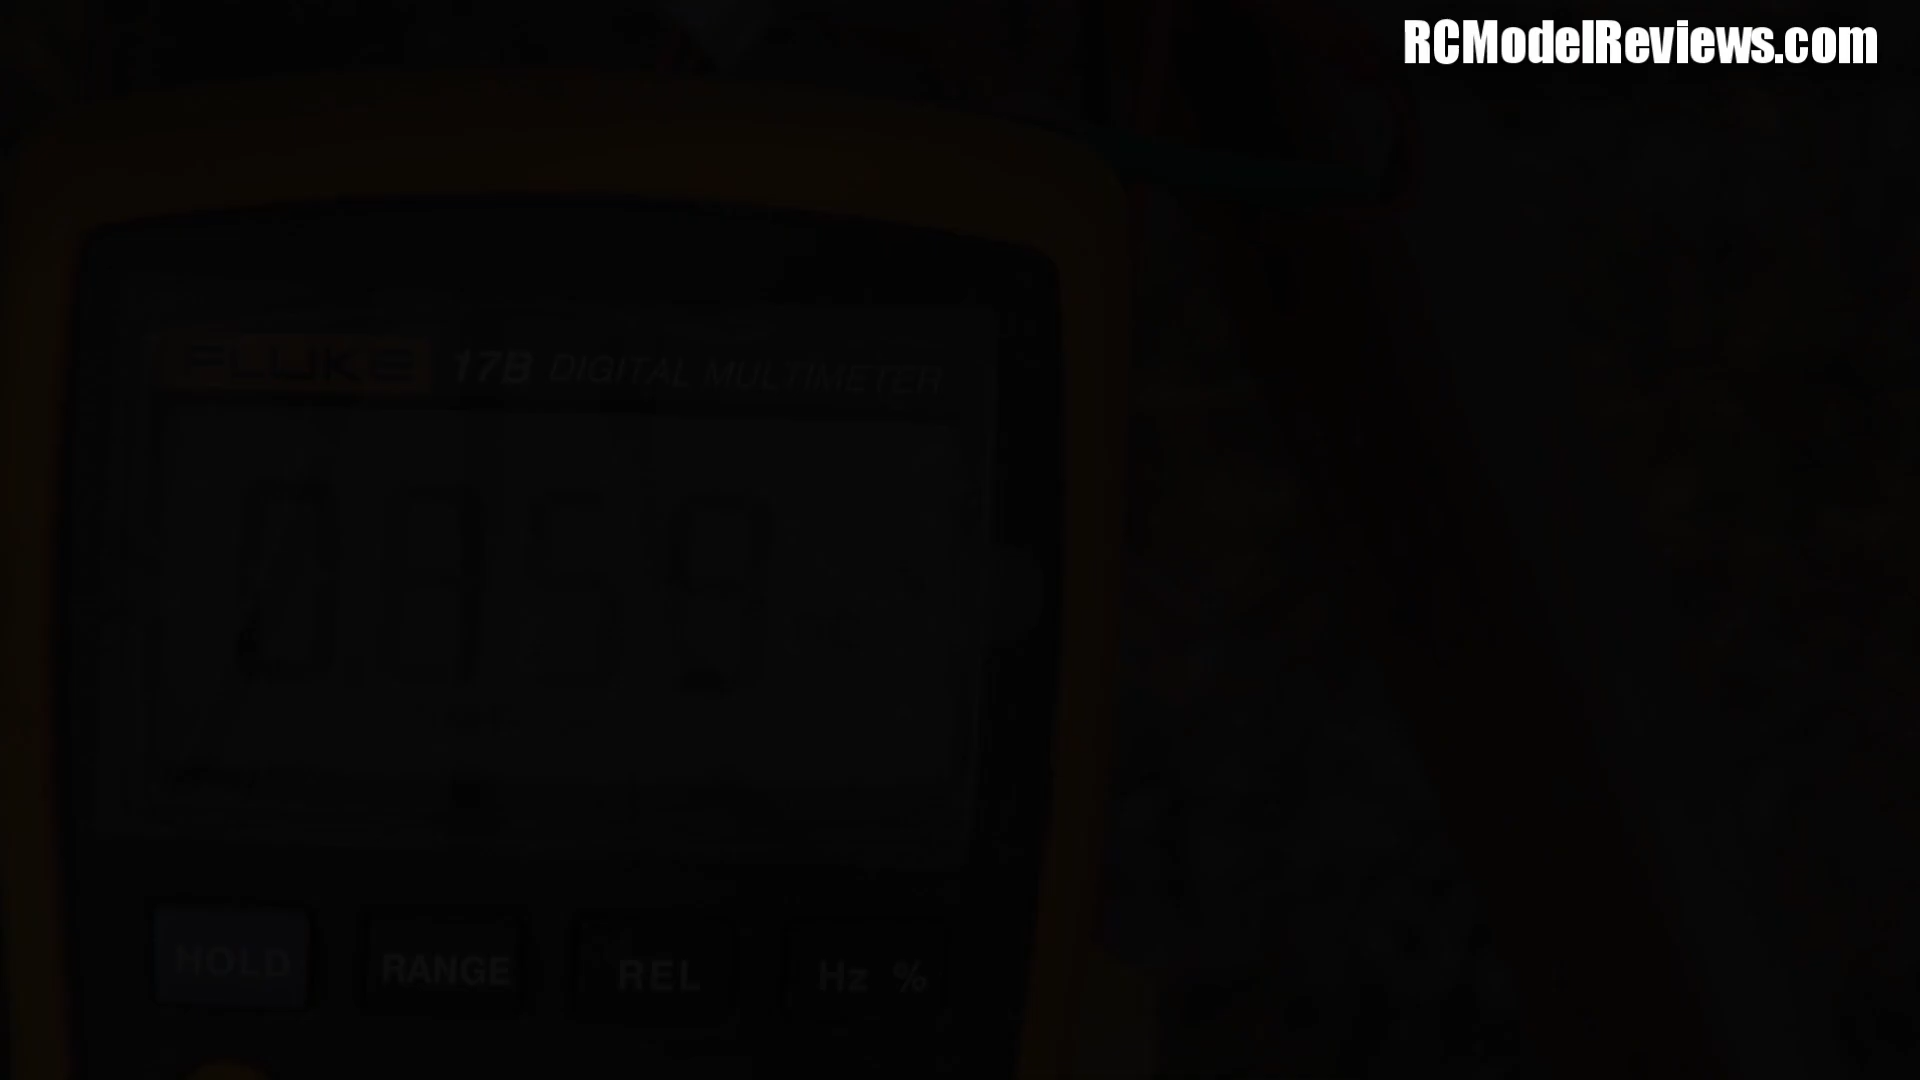 RCModelReviews.com
FLUKE 17B DIGITAL MULTIMETER
HOLD RANGE REL Hz %